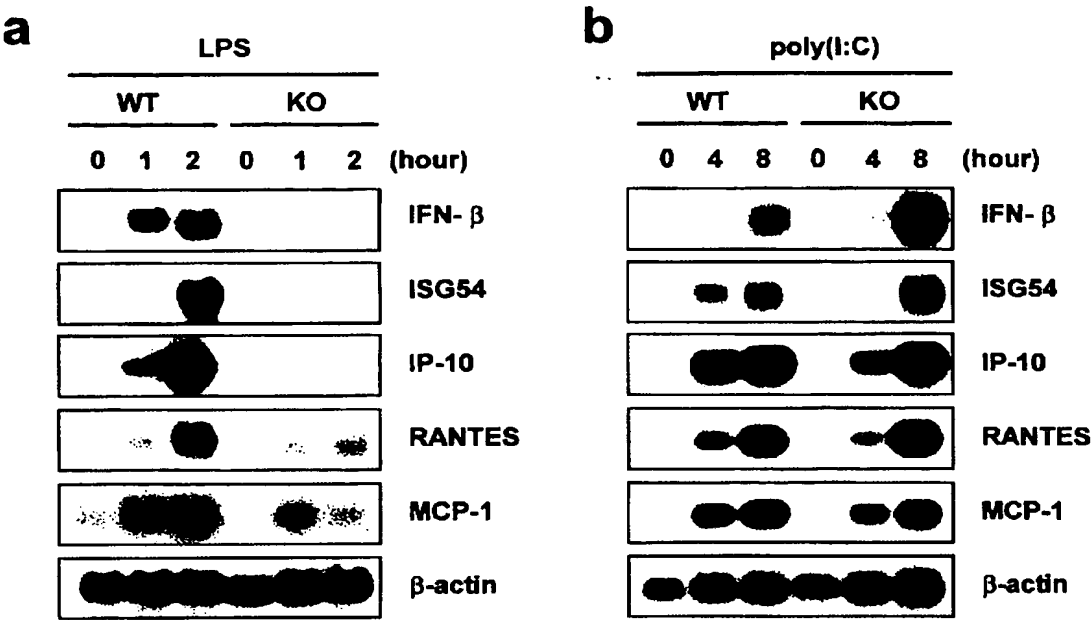 a
LPS
WT KO
0 1 2 0 1 2 (hour)
IFN- β
ISG54
IP-10
RANTES
MCP-1
β-actin
b
poly(I:C)
WT KO
0 4 8 0 4 8 (hour)
IFN- β
ISG54
IP-10
RANTES
MCP-1
β-actin